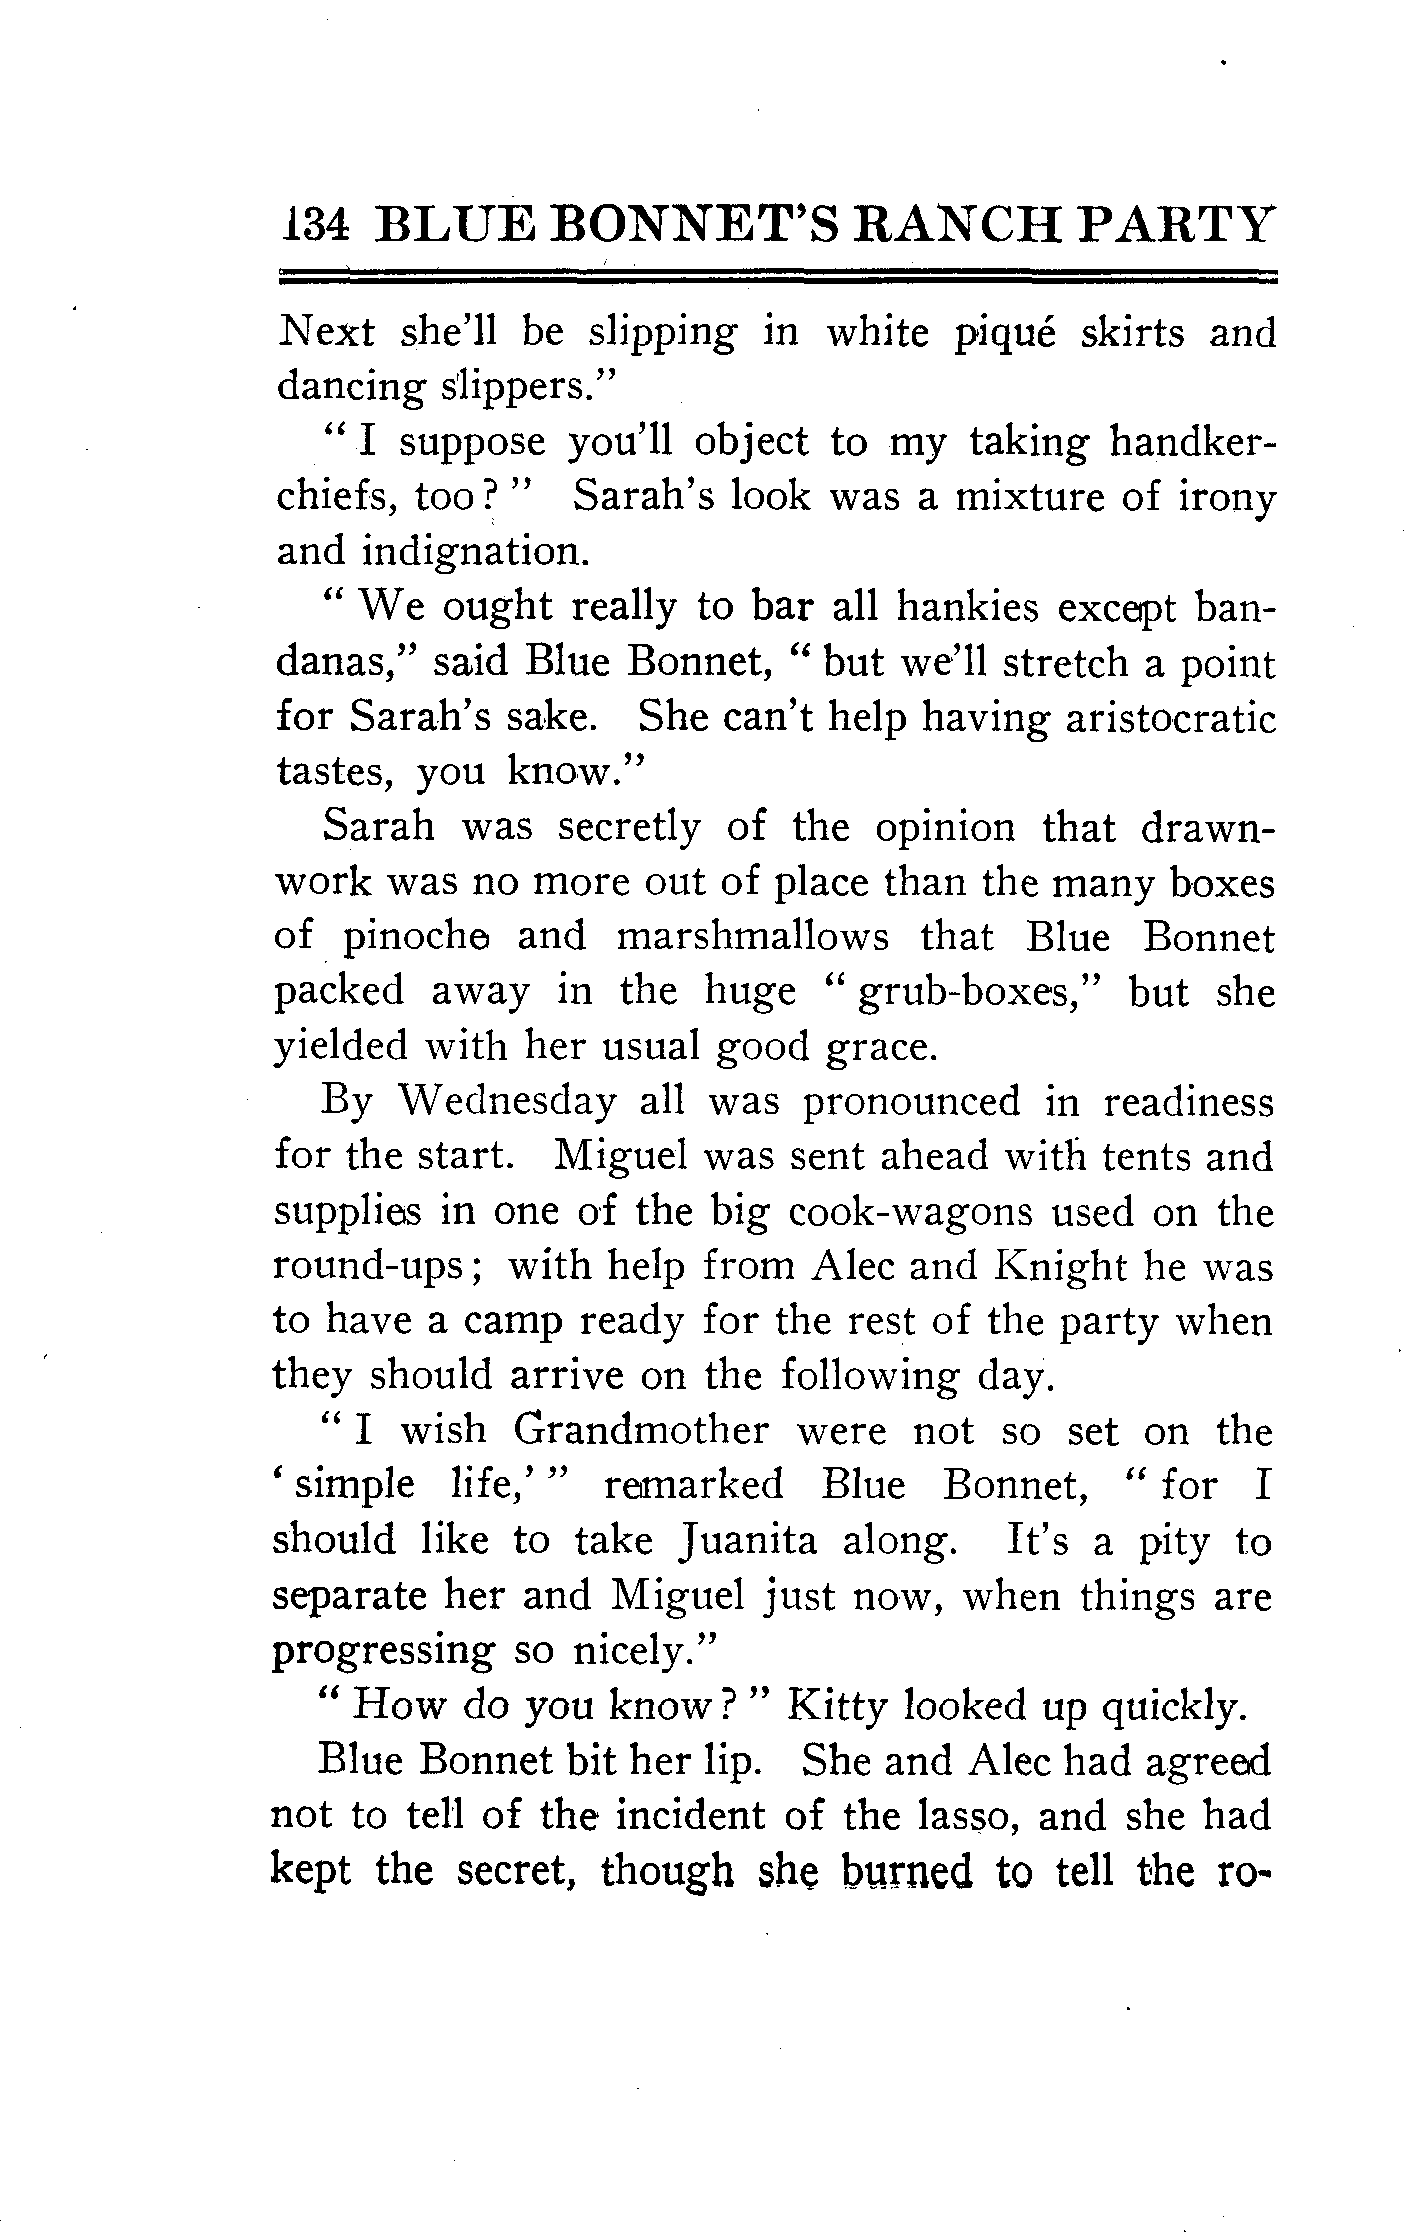 134 BLUE BONNET'S RANCH PARTY
Next she'll be slipping in white piqué skirts and
dancing slippers."
" I suppose you'll object to my taking handker-
chiefs, too ? " Sarah's look was a mixture of irony
and indignation.
" We ought really to bar all hankies except ban-
danas," said Blue Bonnet, " but we'll stretch a point
for Sarah's sake. She can't help having aristocratic
tastes, you know."
Sarah was secretly of the opinion that drawn-
work was no more out of place than the many boxes
of pinoche and marshmallows that Blue Bonnet
packed away in the huge " grub-boxes," but she
yielded with her usual good grace.
By Wednesday all was pronounced in readiness
for the start. Miguel was sent ahead with tents and
supplies in one of the big cook-wagons used on the
round-ups ; with help from Alec and Knight he was
to have a camp ready for the rest of the party when
they should arrive on the following day.
" I wish Grandmother were not so set on the
' simple life,' " remarked Blue Bonnet, " for I
should like to take Juanita along. It's a pity to
separate her and Miguel just now, when things are
progressing so nicely."
" How do you know ? " Kitty looked up quickly.
Blue Bonnet bit her lip. She and Alec had agreed
not to tell of the incident of the lasso, and she had
kept the secret, though she burned to tell the ro-